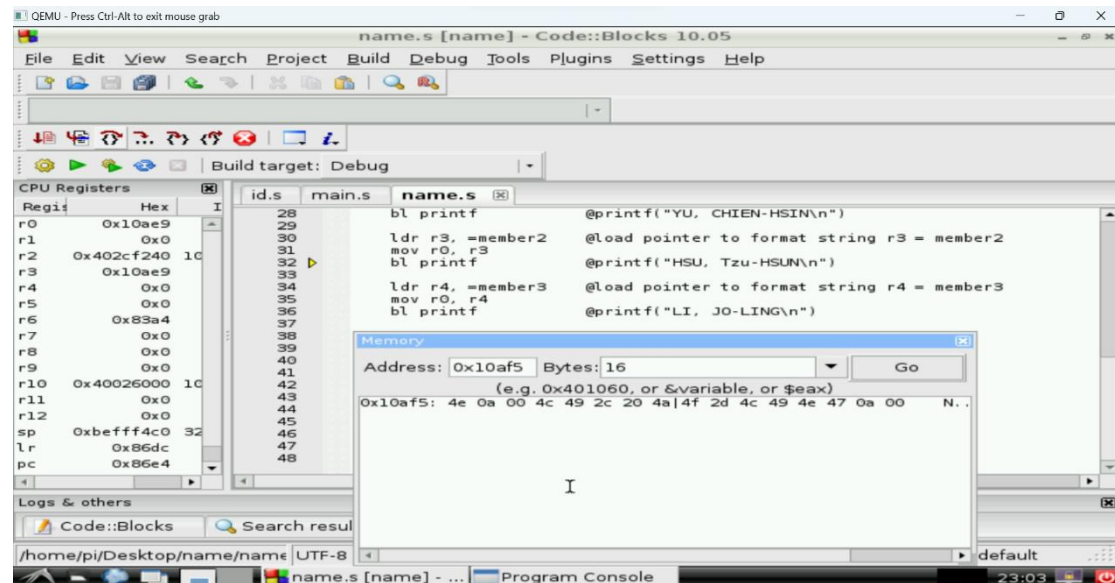 QEMU - Press Ctrl-Alt to exit mouse grab
name.s [name] - Code::Blocks 10.05
File Edit View Search Project Build Debug Tools Plugins Settings Help
Build target: Debug
CPU Registers
Regis Hex I
r0 0x10ae9
r1 0x0
r2 0x402cf240 10
r3 0x10ae9
r4 0x0
r5 0x0
r6 0x83a4
r7 0x0
r8 0x0
r9 0x0
r10 0x40026000 10
r11 0x0
r12 0x0
sp 0xbefff4c0 32
lr 0x86dc
pc 0x86e4
id.s main.s name.s
28 bl printf @printf("YU, CHIEN-HSIN\n")
29
30 ldr r3, =member2 @load pointer to format string r3 = member2
31 mov r0, r3
32 bl printf @printf("HSU, Tzu-HSUN\n")
33
34 ldr r4, =member3 @load pointer to format string r4 = member3
35 mov r0, r4
36 bl printf @printf("LI, JO-LING\n")
37
38
39
40
41
42
43
44
45
46
47
48
Memory
Address: 0x10af5 Bytes: 16 Go
(e.g. 0x401060, or &variable, or $eax)
0x10af5: 4e 0a 00 4c 49 2c 20 4a|4f 2d 4c 49 4e 47 0a 00 N..
Logs & others
Code::Blocks Search resul
/home/pi/Desktop/name/name UTF-8 default
name.s [name] - ... Program Console 23:03